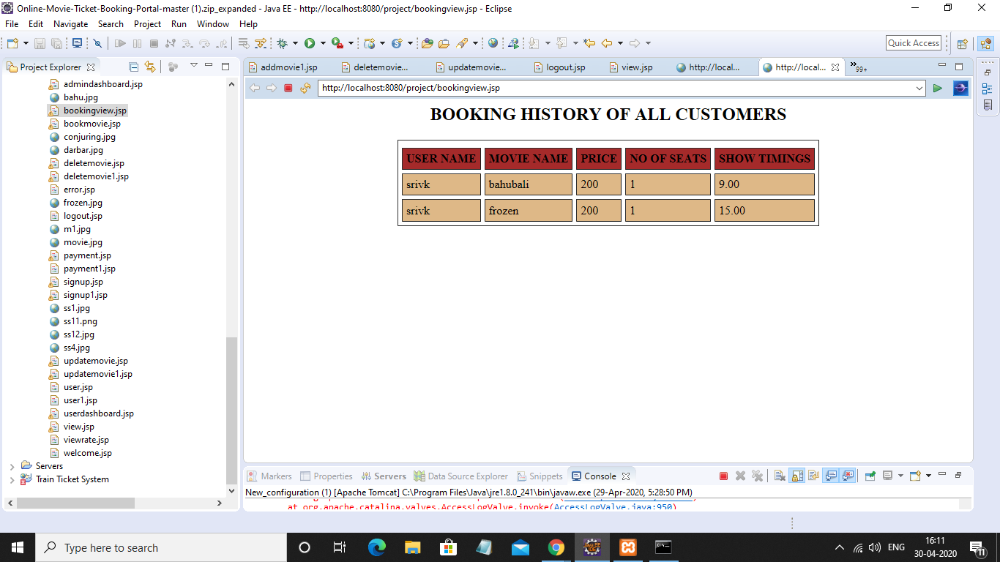 Online-Movie-Ticket-Booking-Portal-master (1).zip_expanded - Java EE - http://localhost:8080/project/bookingview.jsp - Eclipse
File Edit Navigate Search Project Run Window Help
Quick Access
Project Explorer
addmovie1.jsp deletemovie... updatemovie... logout.jsp view.jsp http://local... http://local... 99+
http://localhost:8080/project/bookingview.jsp
admindashboard.jsp
bahu.jpg
bookingview.jsp
bookmovie.jsp
conjuring.jpg
darbar.jpg
deletemovie.jsp
deletemovie1.jsp
error.jsp
frozen.jpg
logout.jsp
m1.jpg
movie.jpg
payment.jsp
payment1.jsp
signup.jsp
signup1.jsp
ss1.jpg
ss11.png
ss12.jpg
ss4.jpg
updatemovie.jsp
updatemovie1.jsp
user.jsp
user1.jsp
userdashboard.jsp
view.jsp
viewrate.jsp
welcome.jsp
Servers
Train Ticket System
BOOKING HISTORY OF ALL CUSTOMERS
USER NAME MOVIE NAME PRICE NO OF SEATS SHOW TIMINGS
srivk bahubali 200 1 9.00
srivk frozen 200 1 15.00
Markers Properties Servers Data Source Explorer Snippets Console
New_configuration (1) [Apache Tomcat] C:\Program Files\Java\jre1.8.0_241\bin\javaw.exe (29-Apr-2020, 5:28:50 PM)
at org.apache.catalina.valves.AccessLogValve.invoke(AccessLogValve.java:950)
Type here to search
ENG
16:11
30-04-2020
11